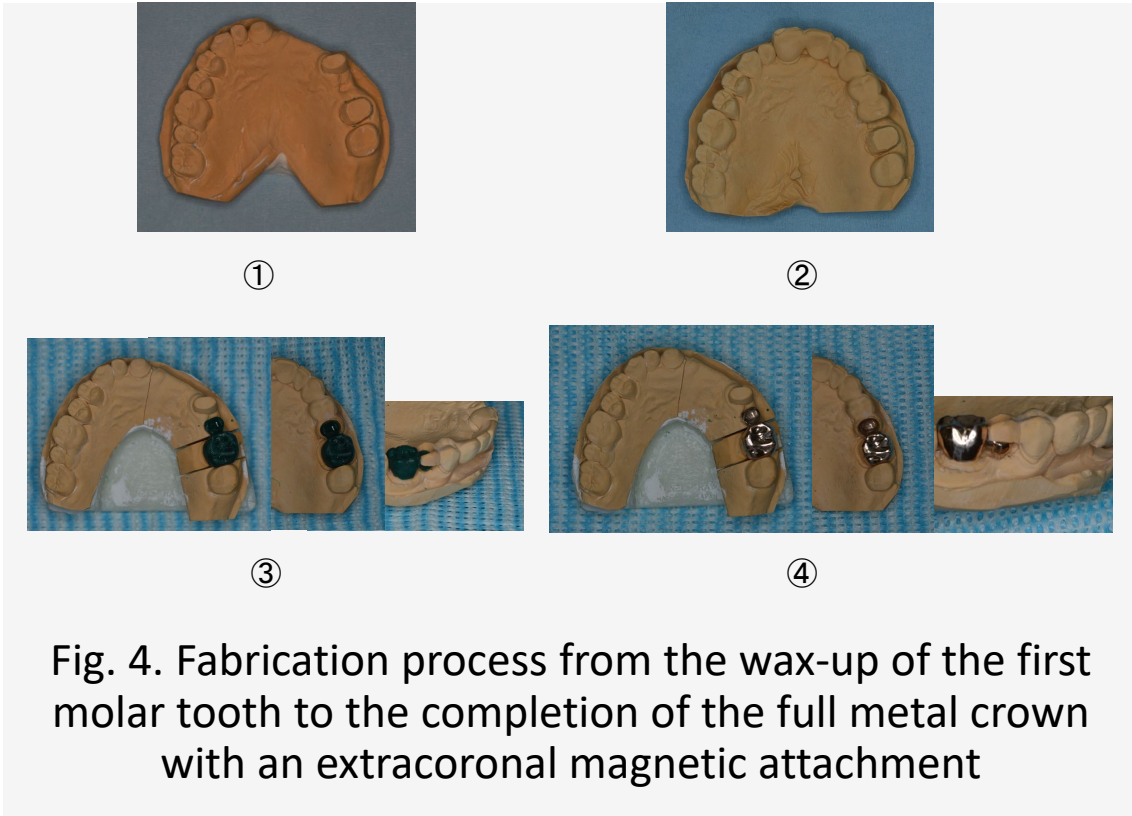 ①
②
③
④
Fig. 4. Fabrication process from the wax-up of the first
molar tooth to the completion of the full metal crown
with an extracoronal magnetic attachment